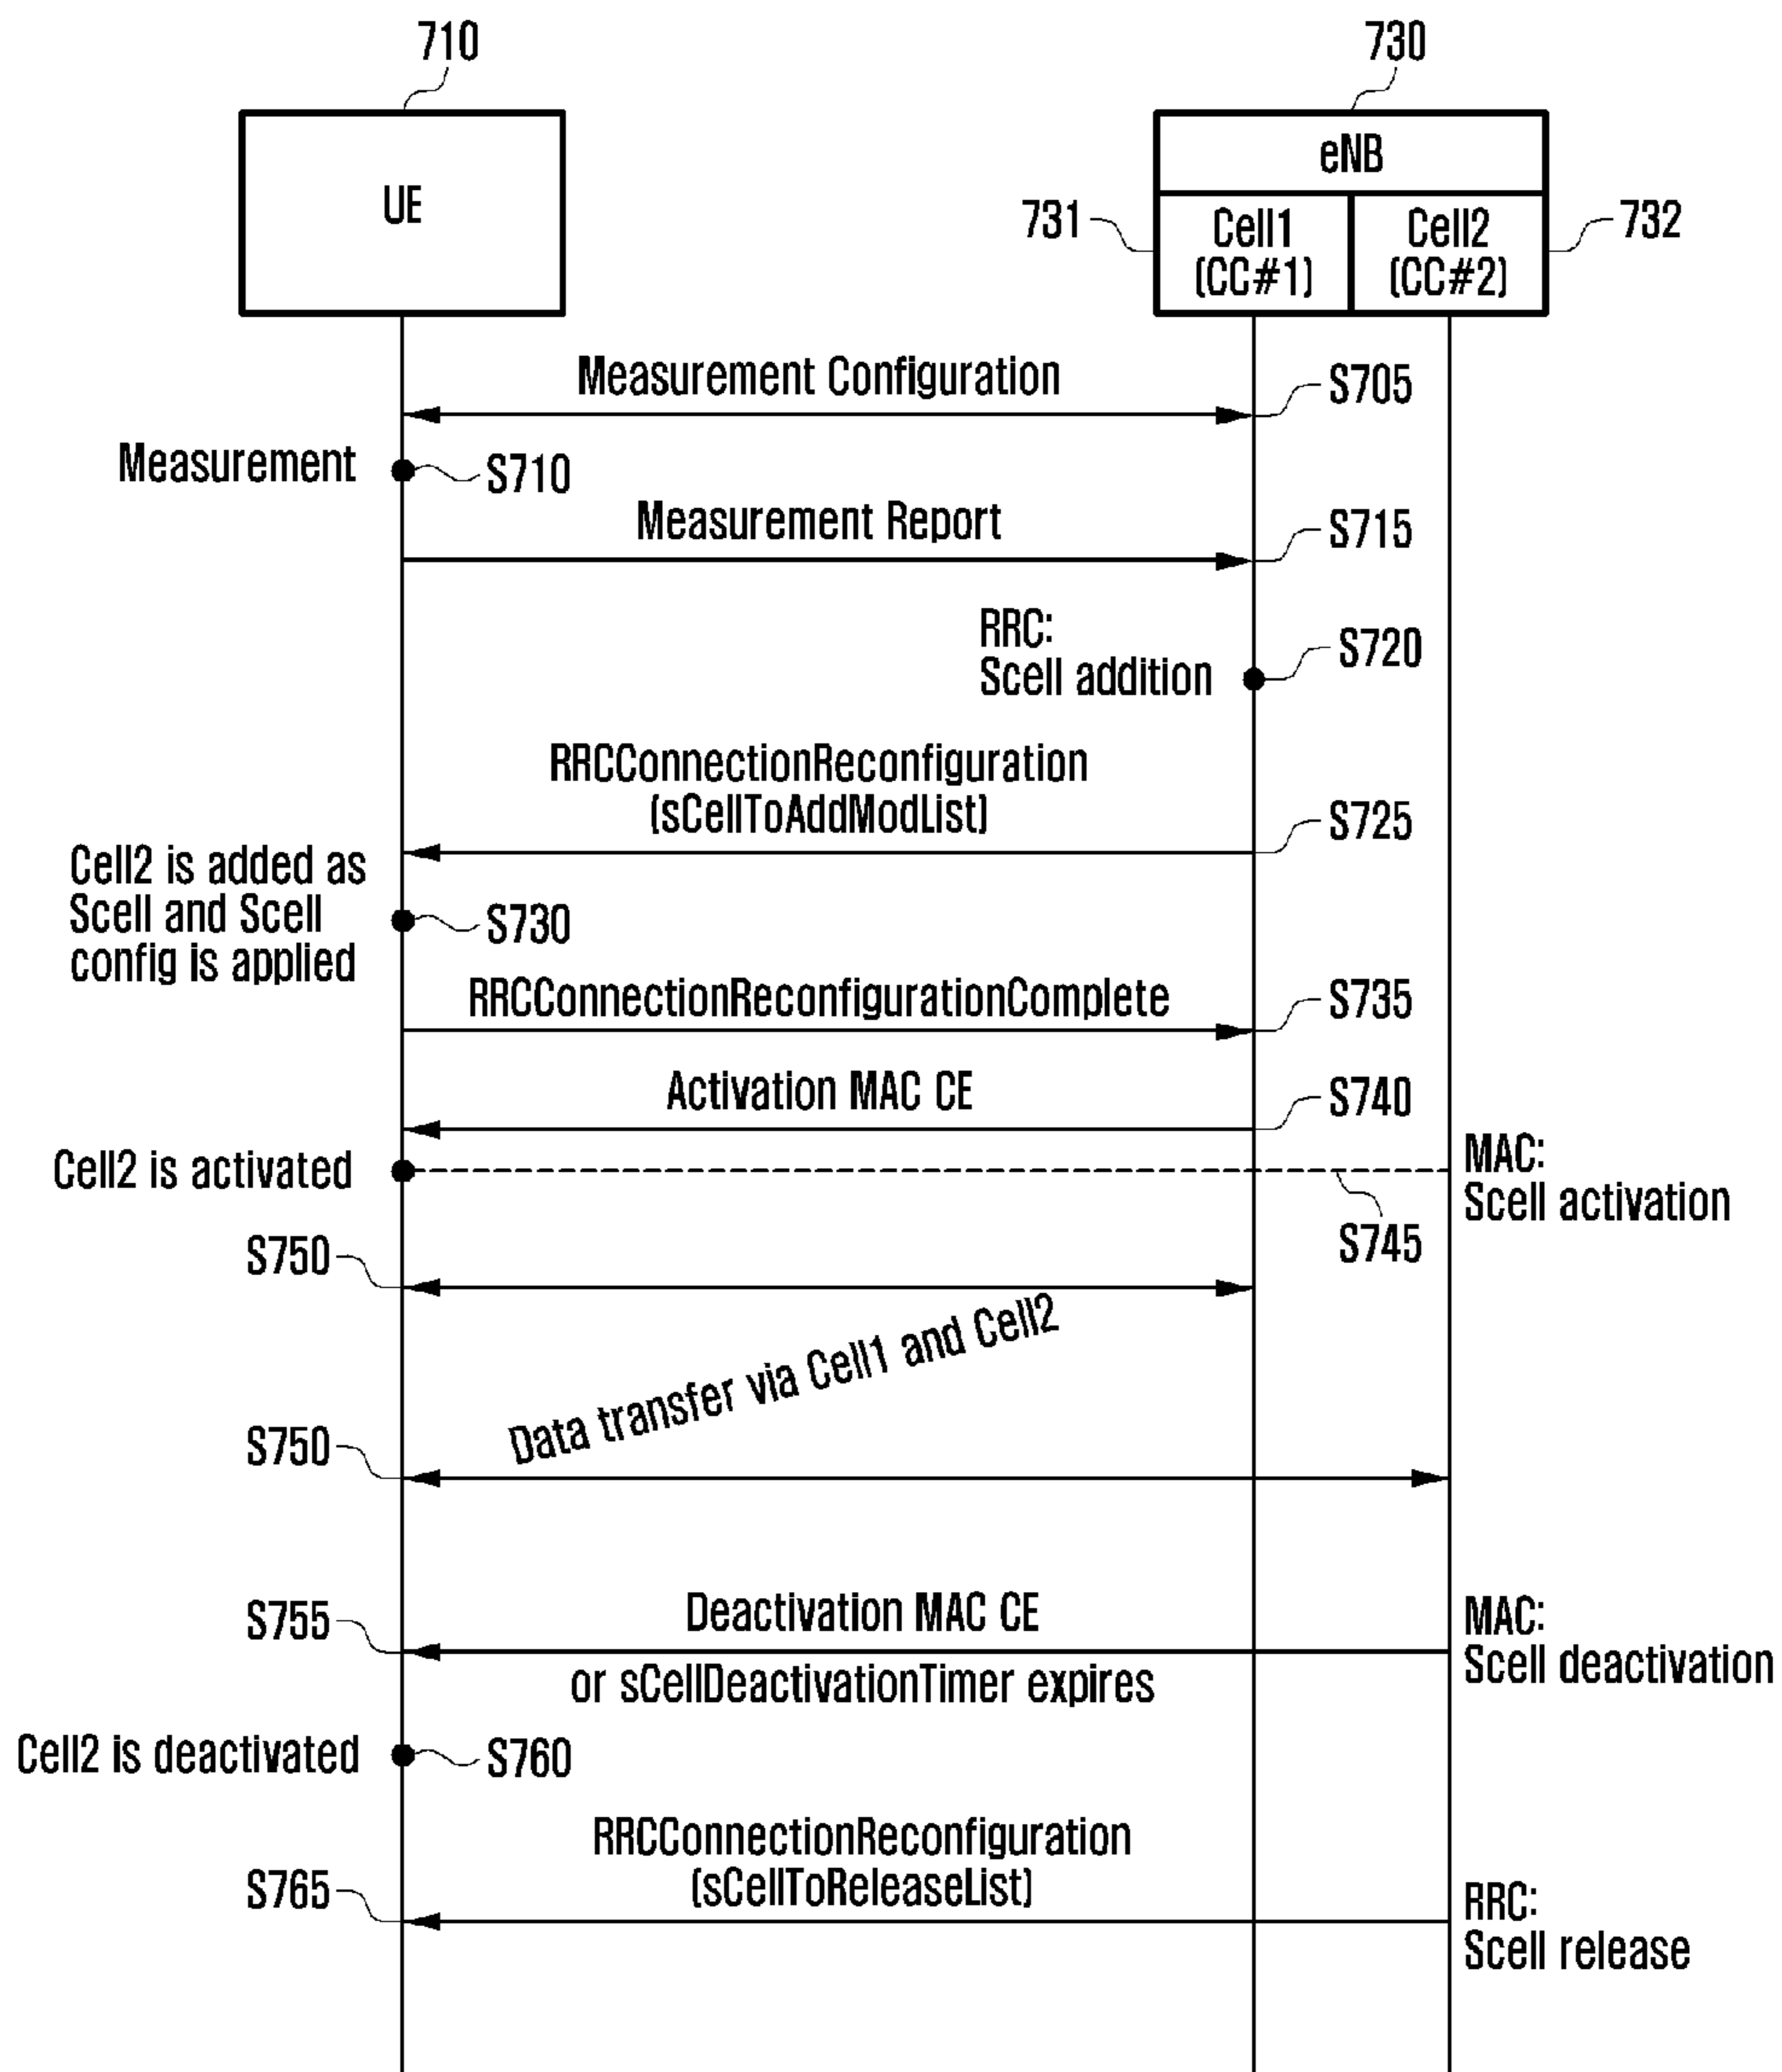 710
730
UE
eNB
731
Cell1
(CC#1)
Cell2
(CC#2)
732
Measurement Configuration
S705
Measurement
S710
Measurement Report
S715
RRC:
Scell addition
S720
RRCConnectionReconfiguration
(sCellToAddModList)
S725
Cell2 is added as
Scell and Scell
config is applied
S730
RRCConnectionReconfigurationComplete
S735
Activation MAC CE
S740
Cell2 is activated
MAC:
Scell activation
S745
S750
Data transfer via Cell1 and Cell2
S750
S755
Deactivation MAC CE
or sCellDeactivationTimer expires
MAC:
Scell deactivation
Cell2 is deactivated
S760
RRCConnectionReconfiguration
(sCellToReleaseList)
S765
RRC:
Scell release